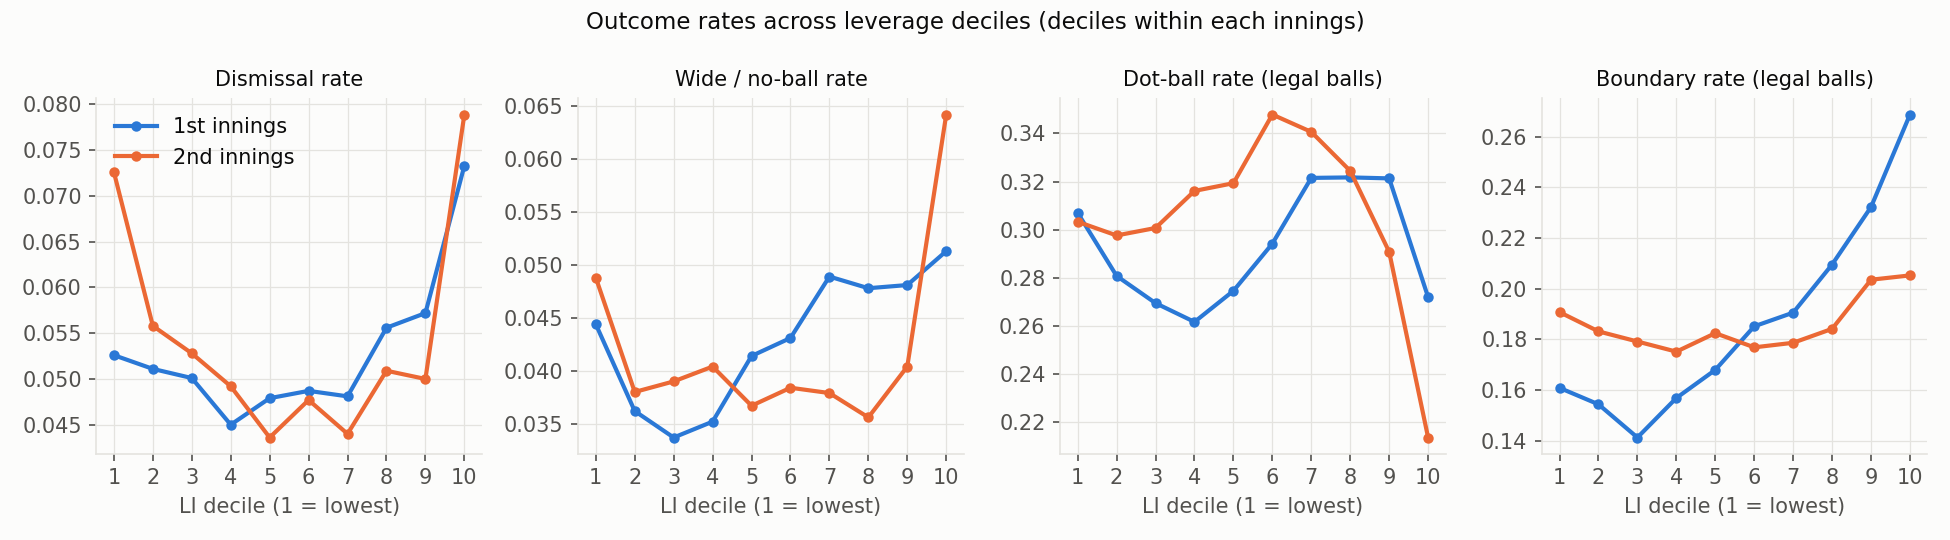 Outcome rates across leverage deciles (deciles within each innings)
Dismissal rate
0.080
0.075
0.070
0.065
0.060
0.055
0.050
0.045
1st innings
2nd innings
1 2 3 4 5 6 7 8 9 10
LI decile (1 = lowest)
Wide / no-ball rate
0.065
0.060
0.055
0.050
0.045
0.040
0.035
1 2 3 4 5 6 7 8 9 10
LI decile (1 = lowest)
Dot-ball rate (legal balls)
0.34
0.32
0.30
0.28
0.26
0.24
0.22
1 2 3 4 5 6 7 8 9 10
LI decile (1 = lowest)
Boundary rate (legal balls)
0.26
0.24
0.22
0.20
0.18
0.16
0.14
1 2 3 4 5 6 7 8 9 10
LI decile (1 = lowest)